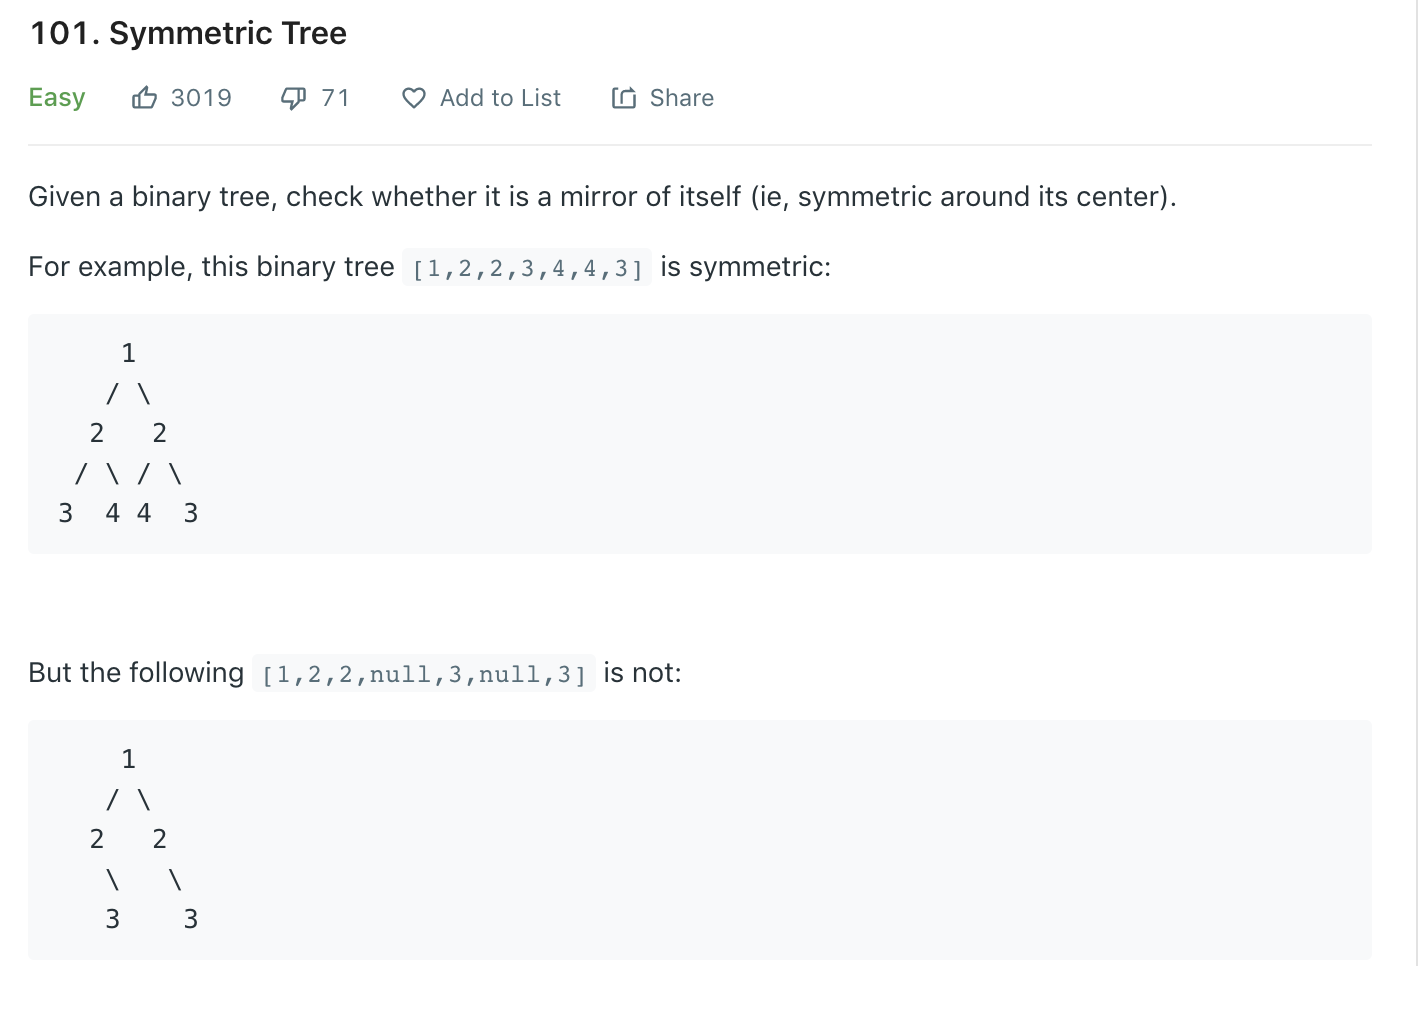 101. Symmetric Tree
Easy 3019 71 Add to List Share
Given a binary tree, check whether it is a mirror of itself (ie, symmetric around its center).
For example, this binary tree [1,2,2,3,4,4,3] is symmetric:
      1
     / \
    2   2
   / \ / \
  3  4 4  3
But the following [1,2,2,null,3,null,3] is not:
      1
     / \
    2   2
     \   \
     3    3